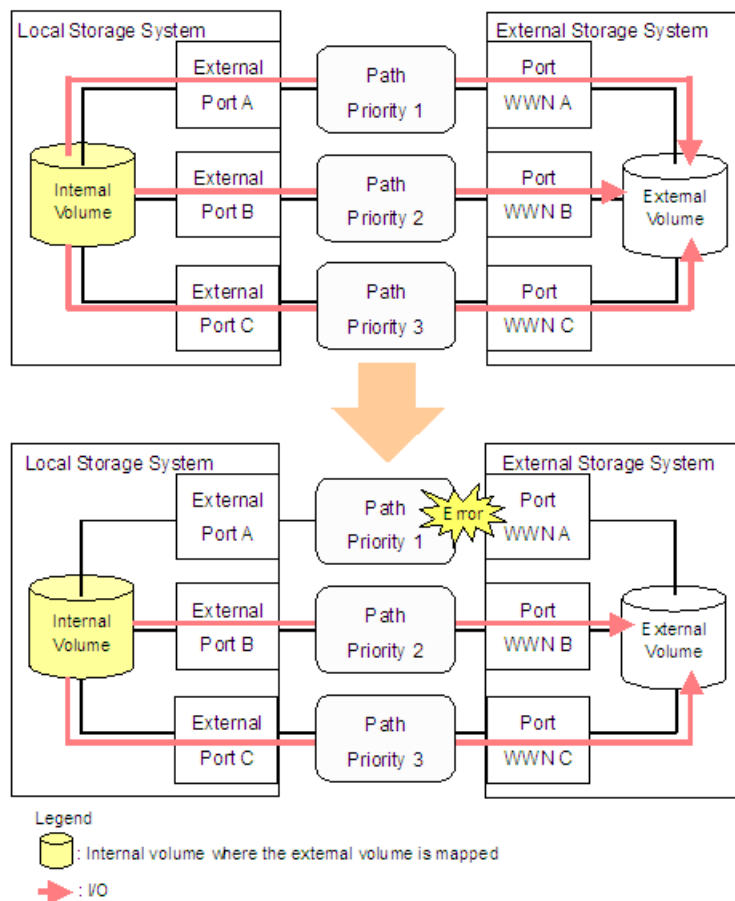 Local Storage System
External Storage System
External
Port A
Path
Priority 1
Port
WWN A
Internal
Volume
External
Port B
Path
Priority 2
Port
WWN B
External
Volume
External
Port C
Path
Priority 3
Port
WWN C
Local Storage System
External Storage System
External
Port A
Path
Priority 1
Error
Port
WWN A
Internal
Volume
External
Port B
Path
Priority 2
Port
WWN B
External
Volume
External
Port C
Path
Priority 3
Port
WWN C
Legend
: Internal volume where the external volume is mapped
: I/O